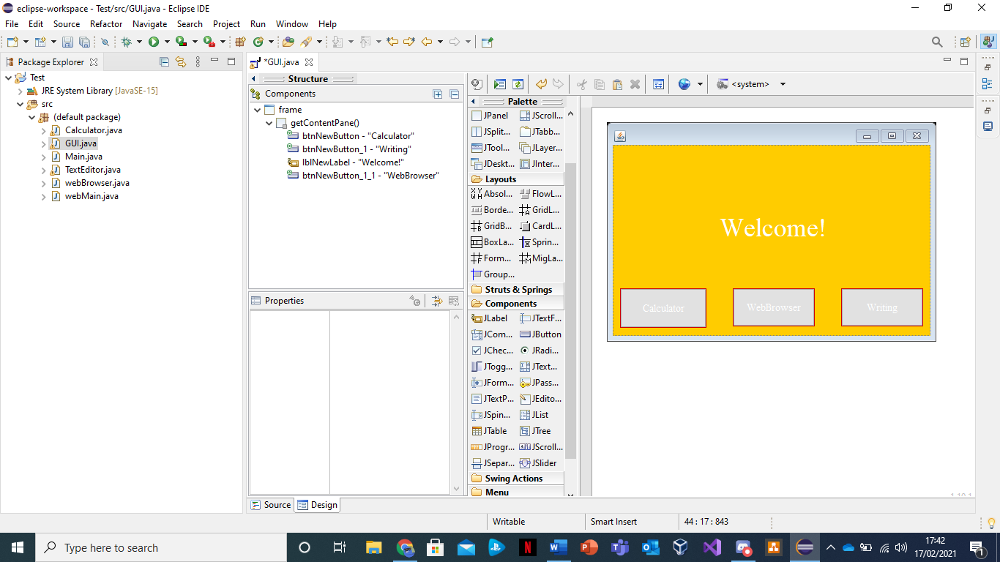 eclipse-workspace - Test/src/GUI.java - Eclipse IDE
File Edit Source Refactor Navigate Search Project Run Window Help
Package Explorer
Test
JRE System Library [JavaSE-15]
src
(default package)
Calculator.java
GUI.java
Main.java
TextEditor.java
webBrowser.java
webMain.java
*GUI.java
Structure
Components
frame
getContentPane()
btnNewButton - "Calculator"
btnNewButton_1 - "Writing"
lblNewLabel - "Welcome!"
btnNewButton_1_1 - "WebBrowser"
Properties
<system>
Palette
JPanel JScroll...
JSplit... JTabb...
JTool... JLayer...
JDeskt... JInter...
Layouts
Absol... FlowL...
Borde... GridL...
GridB... CardL...
BoxLa... Sprin...
Form... MigLa...
Group...
Struts & Springs
Components
JLabel JTextF...
JCom... JButton
JChec... JRadi...
JTogg... JText...
JForm... JPass...
JTextP... JEdito...
JSpin... JList
JTable JTree
JProgr... JScroll...
JSepar... JSlider
Swing Actions
Menu
Welcome!
Calculator WebBrowser Writing
Source Design
Writable Smart Insert 44 : 17 : 843
Type here to search
17:42
17/02/2021